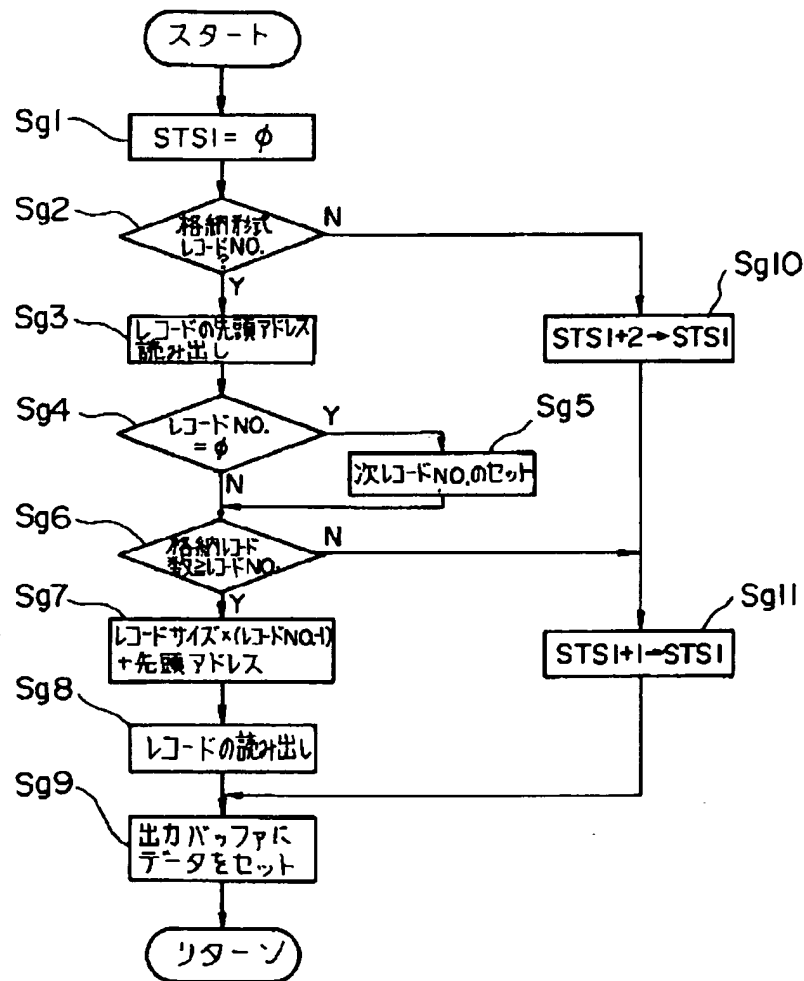 スタート
Sg1
STS1 = φ
Sg2
格納形式
レコードNO.
?
N
Y
Sg10
STS1+2→STS1
Sg3
レコードの先頭アドレス
読み出し
Sg4
レコードNO.
= φ
Y
N
Sg5
次レコードNO.のセット
Sg6
格納レコード
数≧レコードNO.
N
Y
Sg11
STS1+1→STS1
Sg7
レコードサイズ×(レコードNO.-1)
+先頭アドレス
Sg8
レコードの読み出し
Sg9
出力バッファに
データをセット
リターン